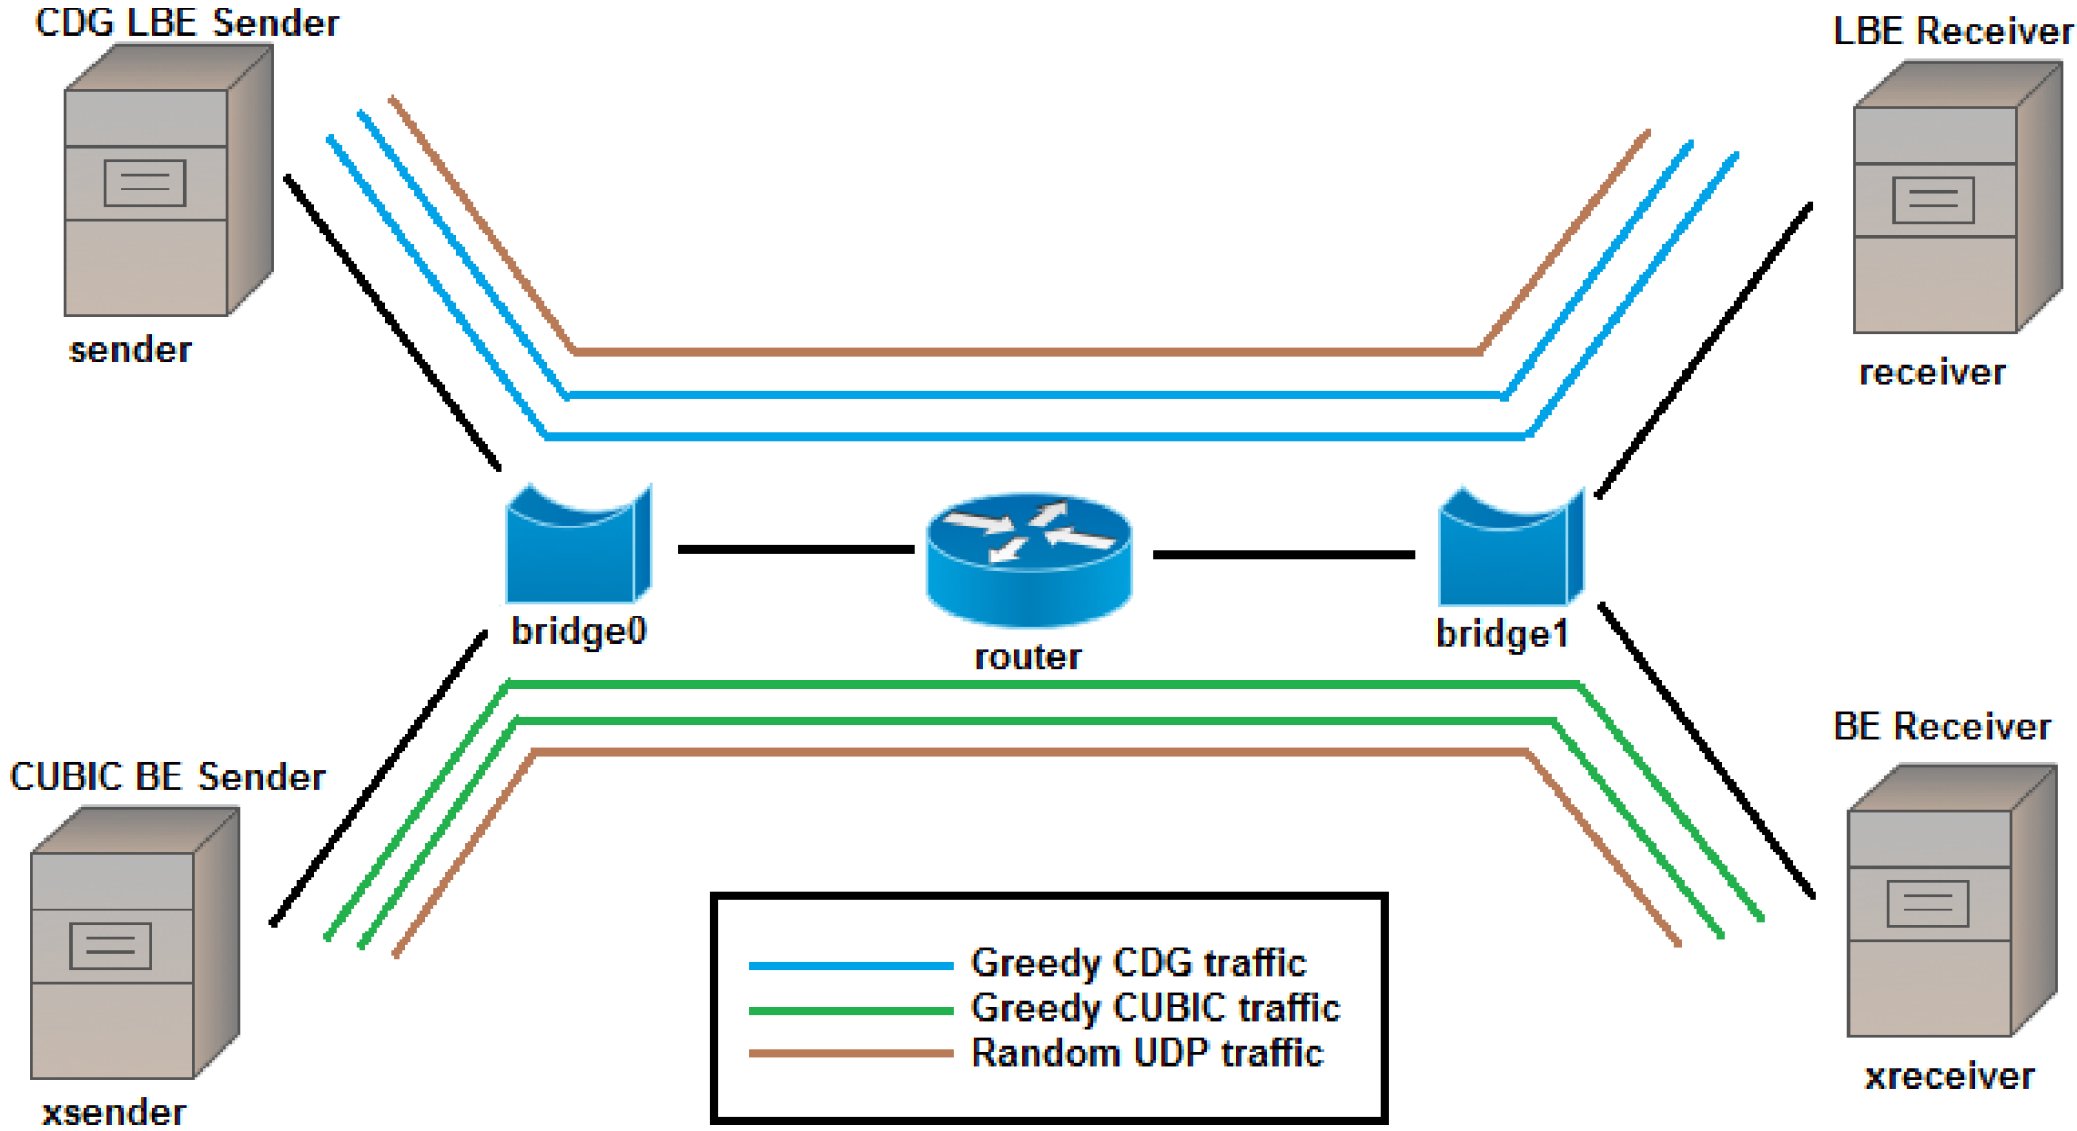 CDG LBE Sender
LBE Receiver
sender
receiver
bridge0
router
bridge1
CUBIC BE Sender
BE Receiver
xsender
xreceiver
Greedy CDG traffic
Greedy CUBIC traffic
Random UDP traffic